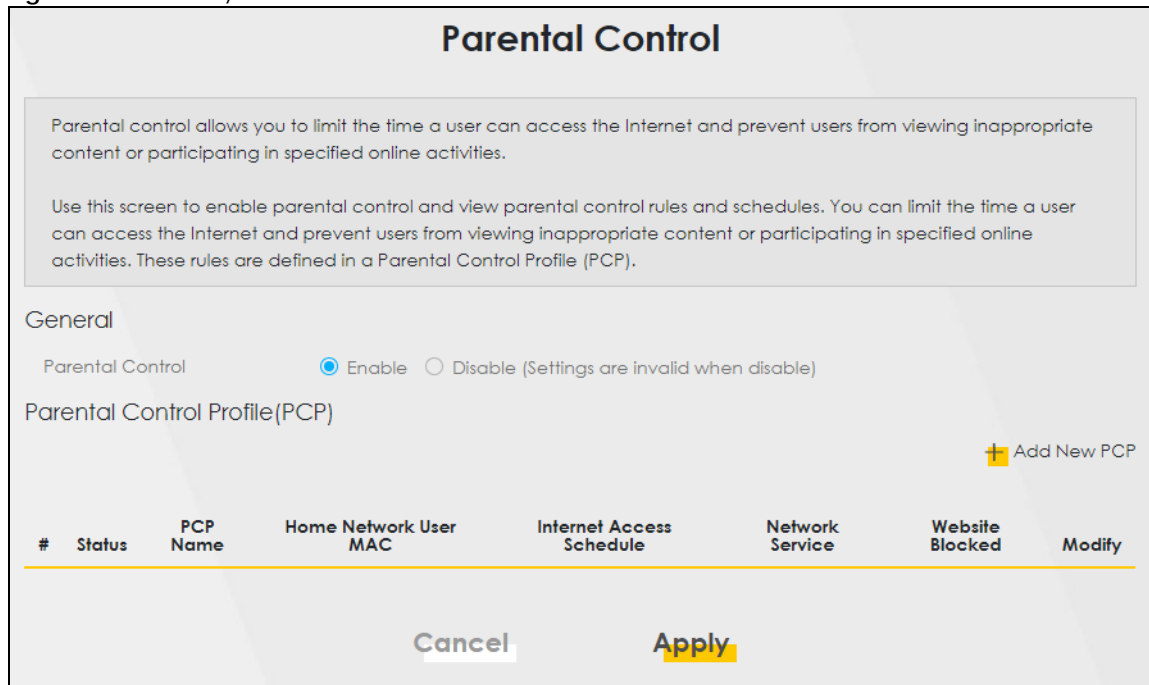 Parental Control
Parental control allows you to limit the time a user can access the Internet and prevent users from viewing inappropriate
content or participating in specified online activities.
Use this screen to enable parental control and view parental control rules and schedules. You can limit the time a user
can access the Internet and prevent users from viewing inappropriate content or participating in specified online
activities. These rules are defined in a Parental Control Profile (PCP).
General
Parental Control Enable Disable (Settings are invalid when disable)
Parental Control Profile(PCP)
+ Add New PCP
# Status PCP Name Home Network User MAC Internet Access Schedule Network Service Website Blocked Modify
Cancel Apply